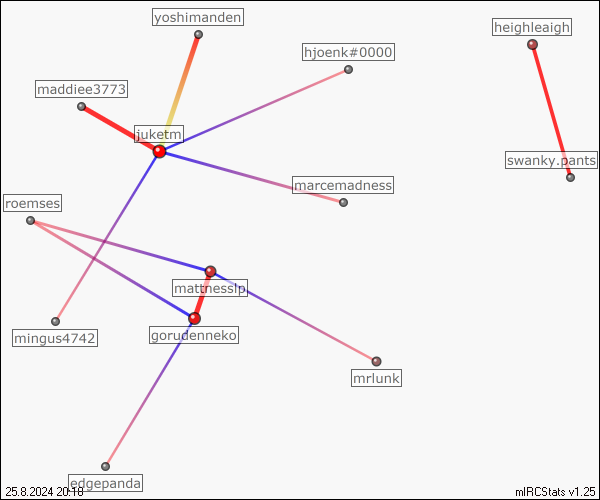 yoshimanden
heighleaigh
hjoenk#0000
maddiee3773
juketm
swanky.pants
marcemadness
roemses
mattnesslp
gorudenneko
mingus4742
mrlunk
edgepanda
25.8.2024 20:18
mIRCStats v1.25